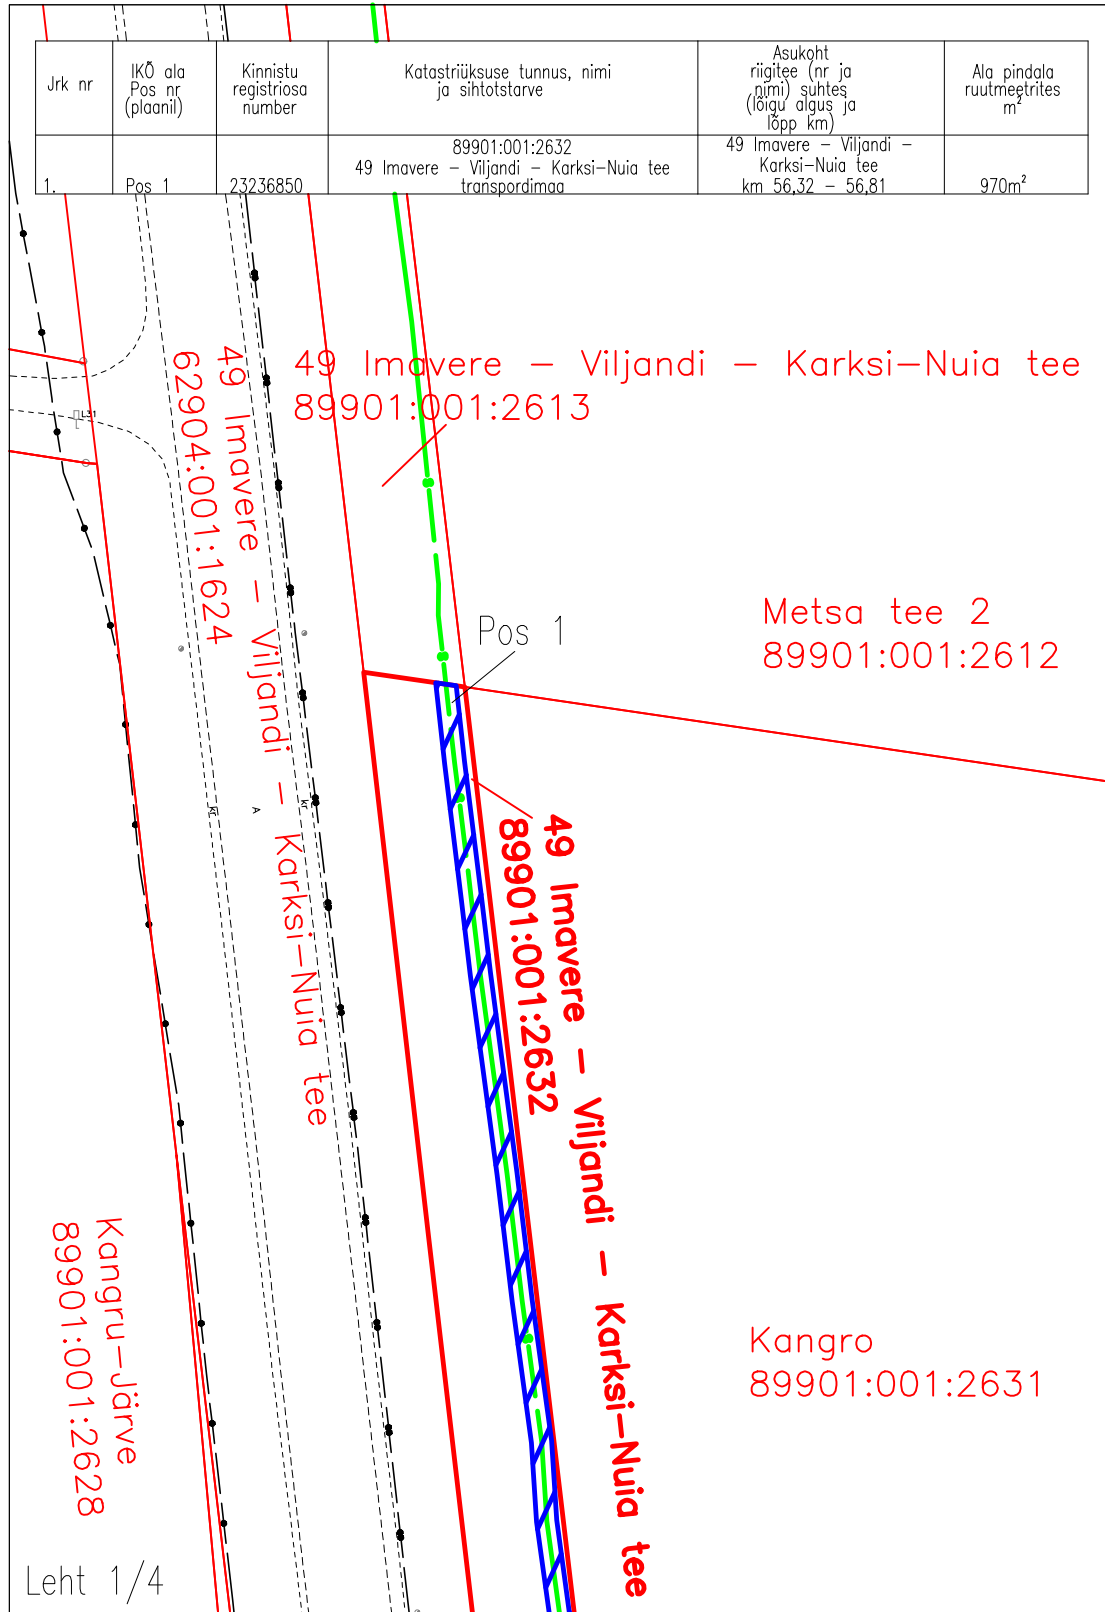 Jrk nr
IKÕ ala
Pos nr
(plaanil)
Kinnistu
registriosa
number
Katastriüksuse tunnus, nimi
ja sihtotstarve
Asukoht
riigitee (nr ja
nimi) suhtes
(lõigu algus ja
lõpp km)
Ala pindala
ruutmeetrites
m²
1.
Pos 1
23236850
89901:001:2632
49 Imavere – Viljandi – Karksi-Nuia tee
transpordimaa
49 Imavere – Viljandi –
Karksi-Nuia tee
km 56,32 – 56,81
970m²
49 Imavere – Viljandi – Karksi-Nuia tee
89901:001:2613
49 Imavere – Viljandi – Karksi-Nuia tee
62904:001:1624
L31
Pos 1
Metsa tee 2
89901:001:2612
Kr
A
Kr
49 Imavere – Viljandi – Karksi-Nuia tee
89901:001:2632
Kangru-Järve
89901:001:2628
Kangro
89901:001:2631
Leht 1/4